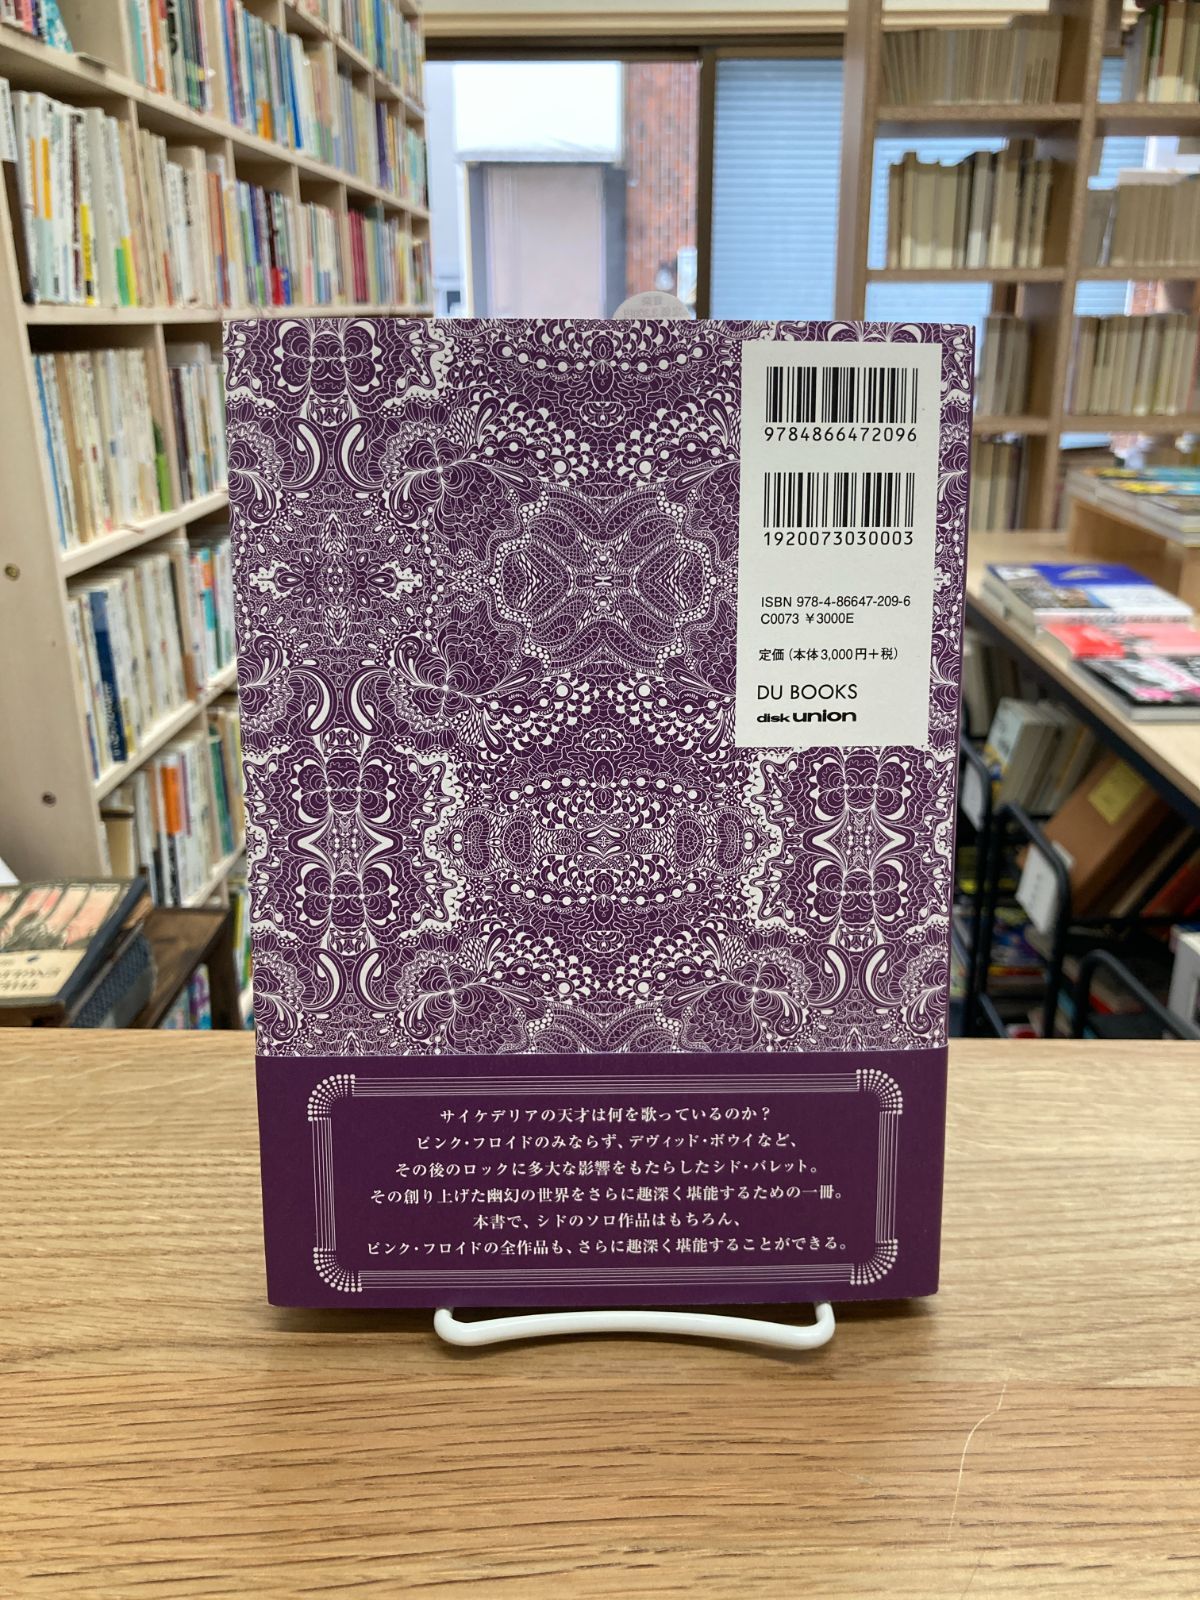 9784866472096
1920073030003
ISBN 978-4-86647-209-6
C0073 ¥3000E
定価（本体3,000円＋税）
DU BOOKS
disk union
サイケデリアの天才は何を歌っているのか？
ピンク・フロイドのみならず、デヴィッド・ボウイなど、
その後のロックに多大な影響をもたらしたシド・バレット。
その創り上げた幽幻の世界をさらに趣深く堪能するための一冊。
本書で、シドのソロ作品はもちろん、
ピンク・フロイドの全作品も、さらに趣深く堪能することができる。